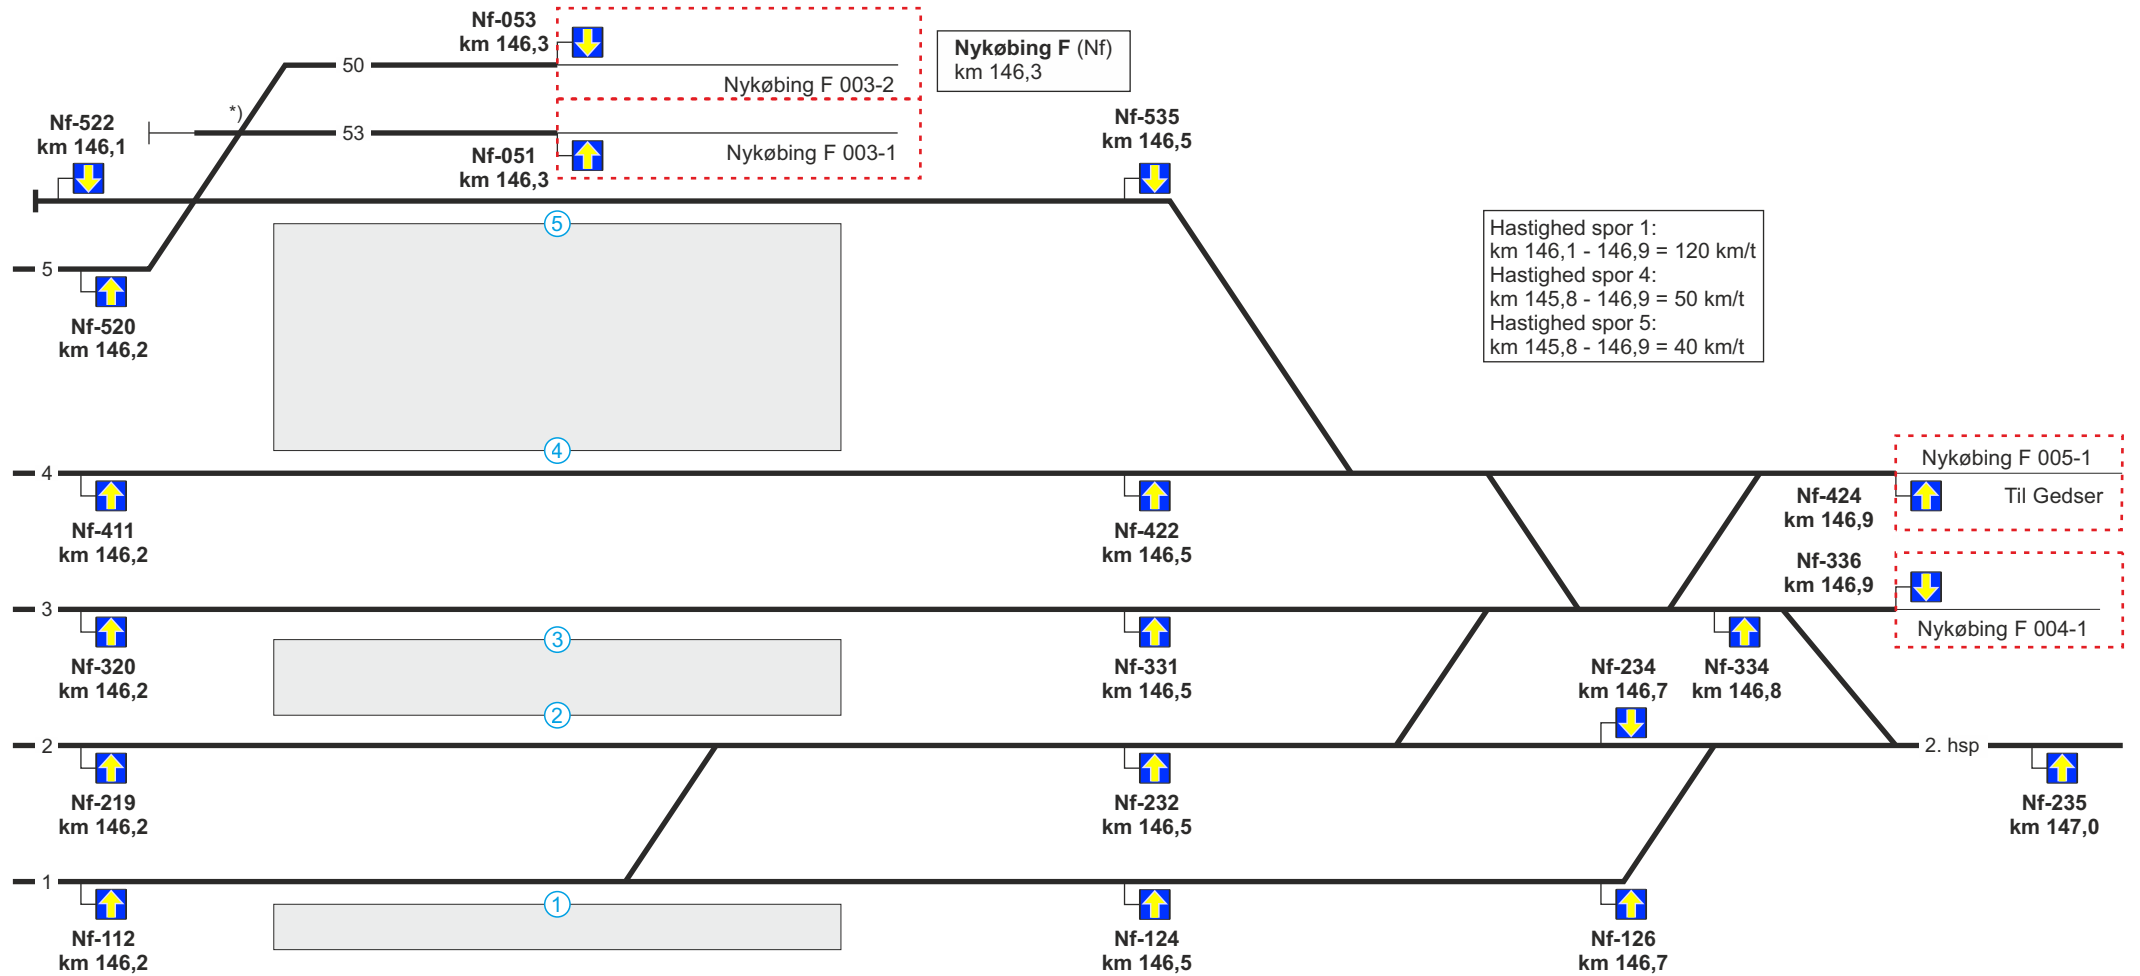 Nf-053
km 146,3
50
Nykøbing F 003-2
Nykøbing F (Nf)
km 146,3
*)
Nf-522
km 146,1
53
Nf-051
km 146,3
Nykøbing F 003-1
Nf-535
km 146,5
5
5
Nf-520
km 146,2
Hastighed spor 1:
km 146,1 - 146,9 = 120 km/t
Hastighed spor 4:
km 145,8 - 146,9 = 50 km/t
Hastighed spor 5:
km 145,8 - 146,9 = 40 km/t
4
4
Nf-411
km 146,2
Nf-422
km 146,5
Nf-424
km 146,9
Nykøbing F 005-1
Til Gedser
Nf-336
km 146,9
Nykøbing F 004-1
3
3
Nf-320
km 146,2
Nf-331
km 146,5
Nf-234
km 146,7
Nf-334
km 146,8
2
2
Nf-219
km 146,2
Nf-232
km 146,5
2. hsp
Nf-235
km 147,0
1
1
Nf-112
km 146,2
Nf-124
km 146,5
Nf-126
km 146,7